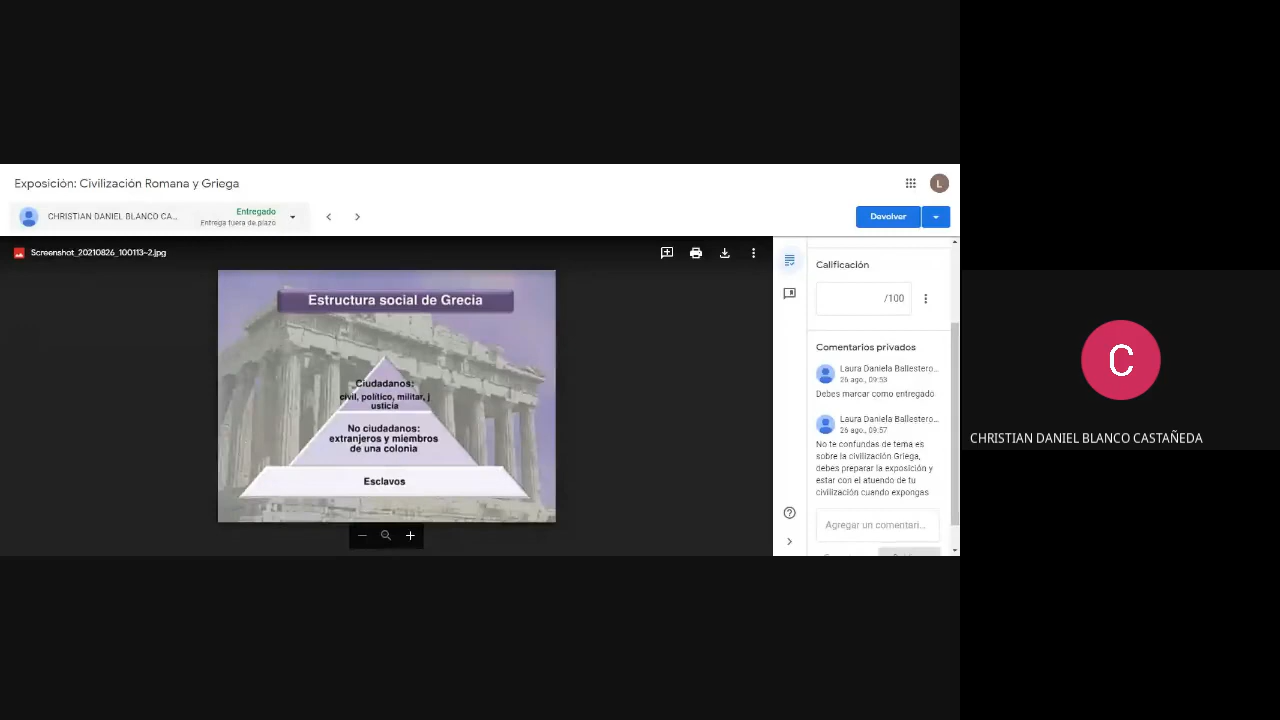 Exposición: Civilización Romana y Griega
L
CHRISTIAN DANIEL BLANCO CA...
Entregado
Entrega fuera de plazo
Devolver
Screenshot_20210826_100113-2.jpg
Estructura social de Grecia
Ciudadanos:
civil, político, militar, j
usticia
No ciudadanos:
extranjeros y miembros
de una colonia
Esclavos
Calificación
/100
Comentarios privados
Laura Daniela Ballestero...
26 ago., 09:53
Debes marcar como entregado
Laura Daniela Ballestero...
26 ago., 09:57
No te confundas de tema es
sobre la civilización Griega,
debes preparar la exposición y
estar con el atuendo de tu
civilización cuando expongas
Agregar un comentari...
C
CHRISTIAN DANIEL BLANCO CASTAÑEDA